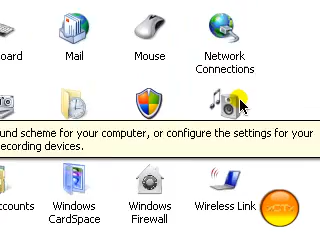 oard Mail Mouse Network
Connections
und scheme for your computer, or configure the settings for your
ecording devices.
ccounts Windows Windows Wireless Link
CardSpace Firewall